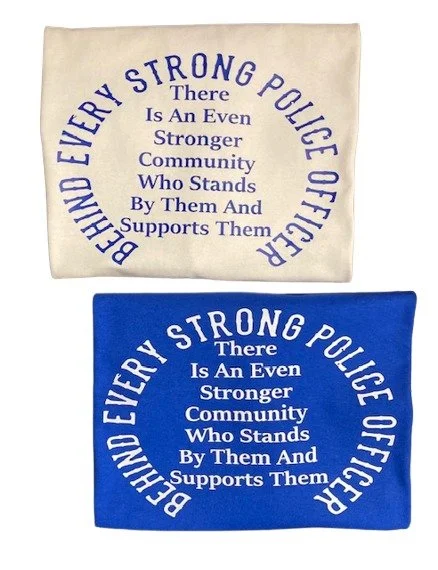 BEHIND EVERY STRONG POLICE OFFICER
There
Is An Even
Stronger
Community
Who Stands
By Them And
Supports Them
BEHIND EVERY STRONG POLICE OFFICER
There
Is An Even
Stronger
Community
Who Stands
By Them And
Supports Them